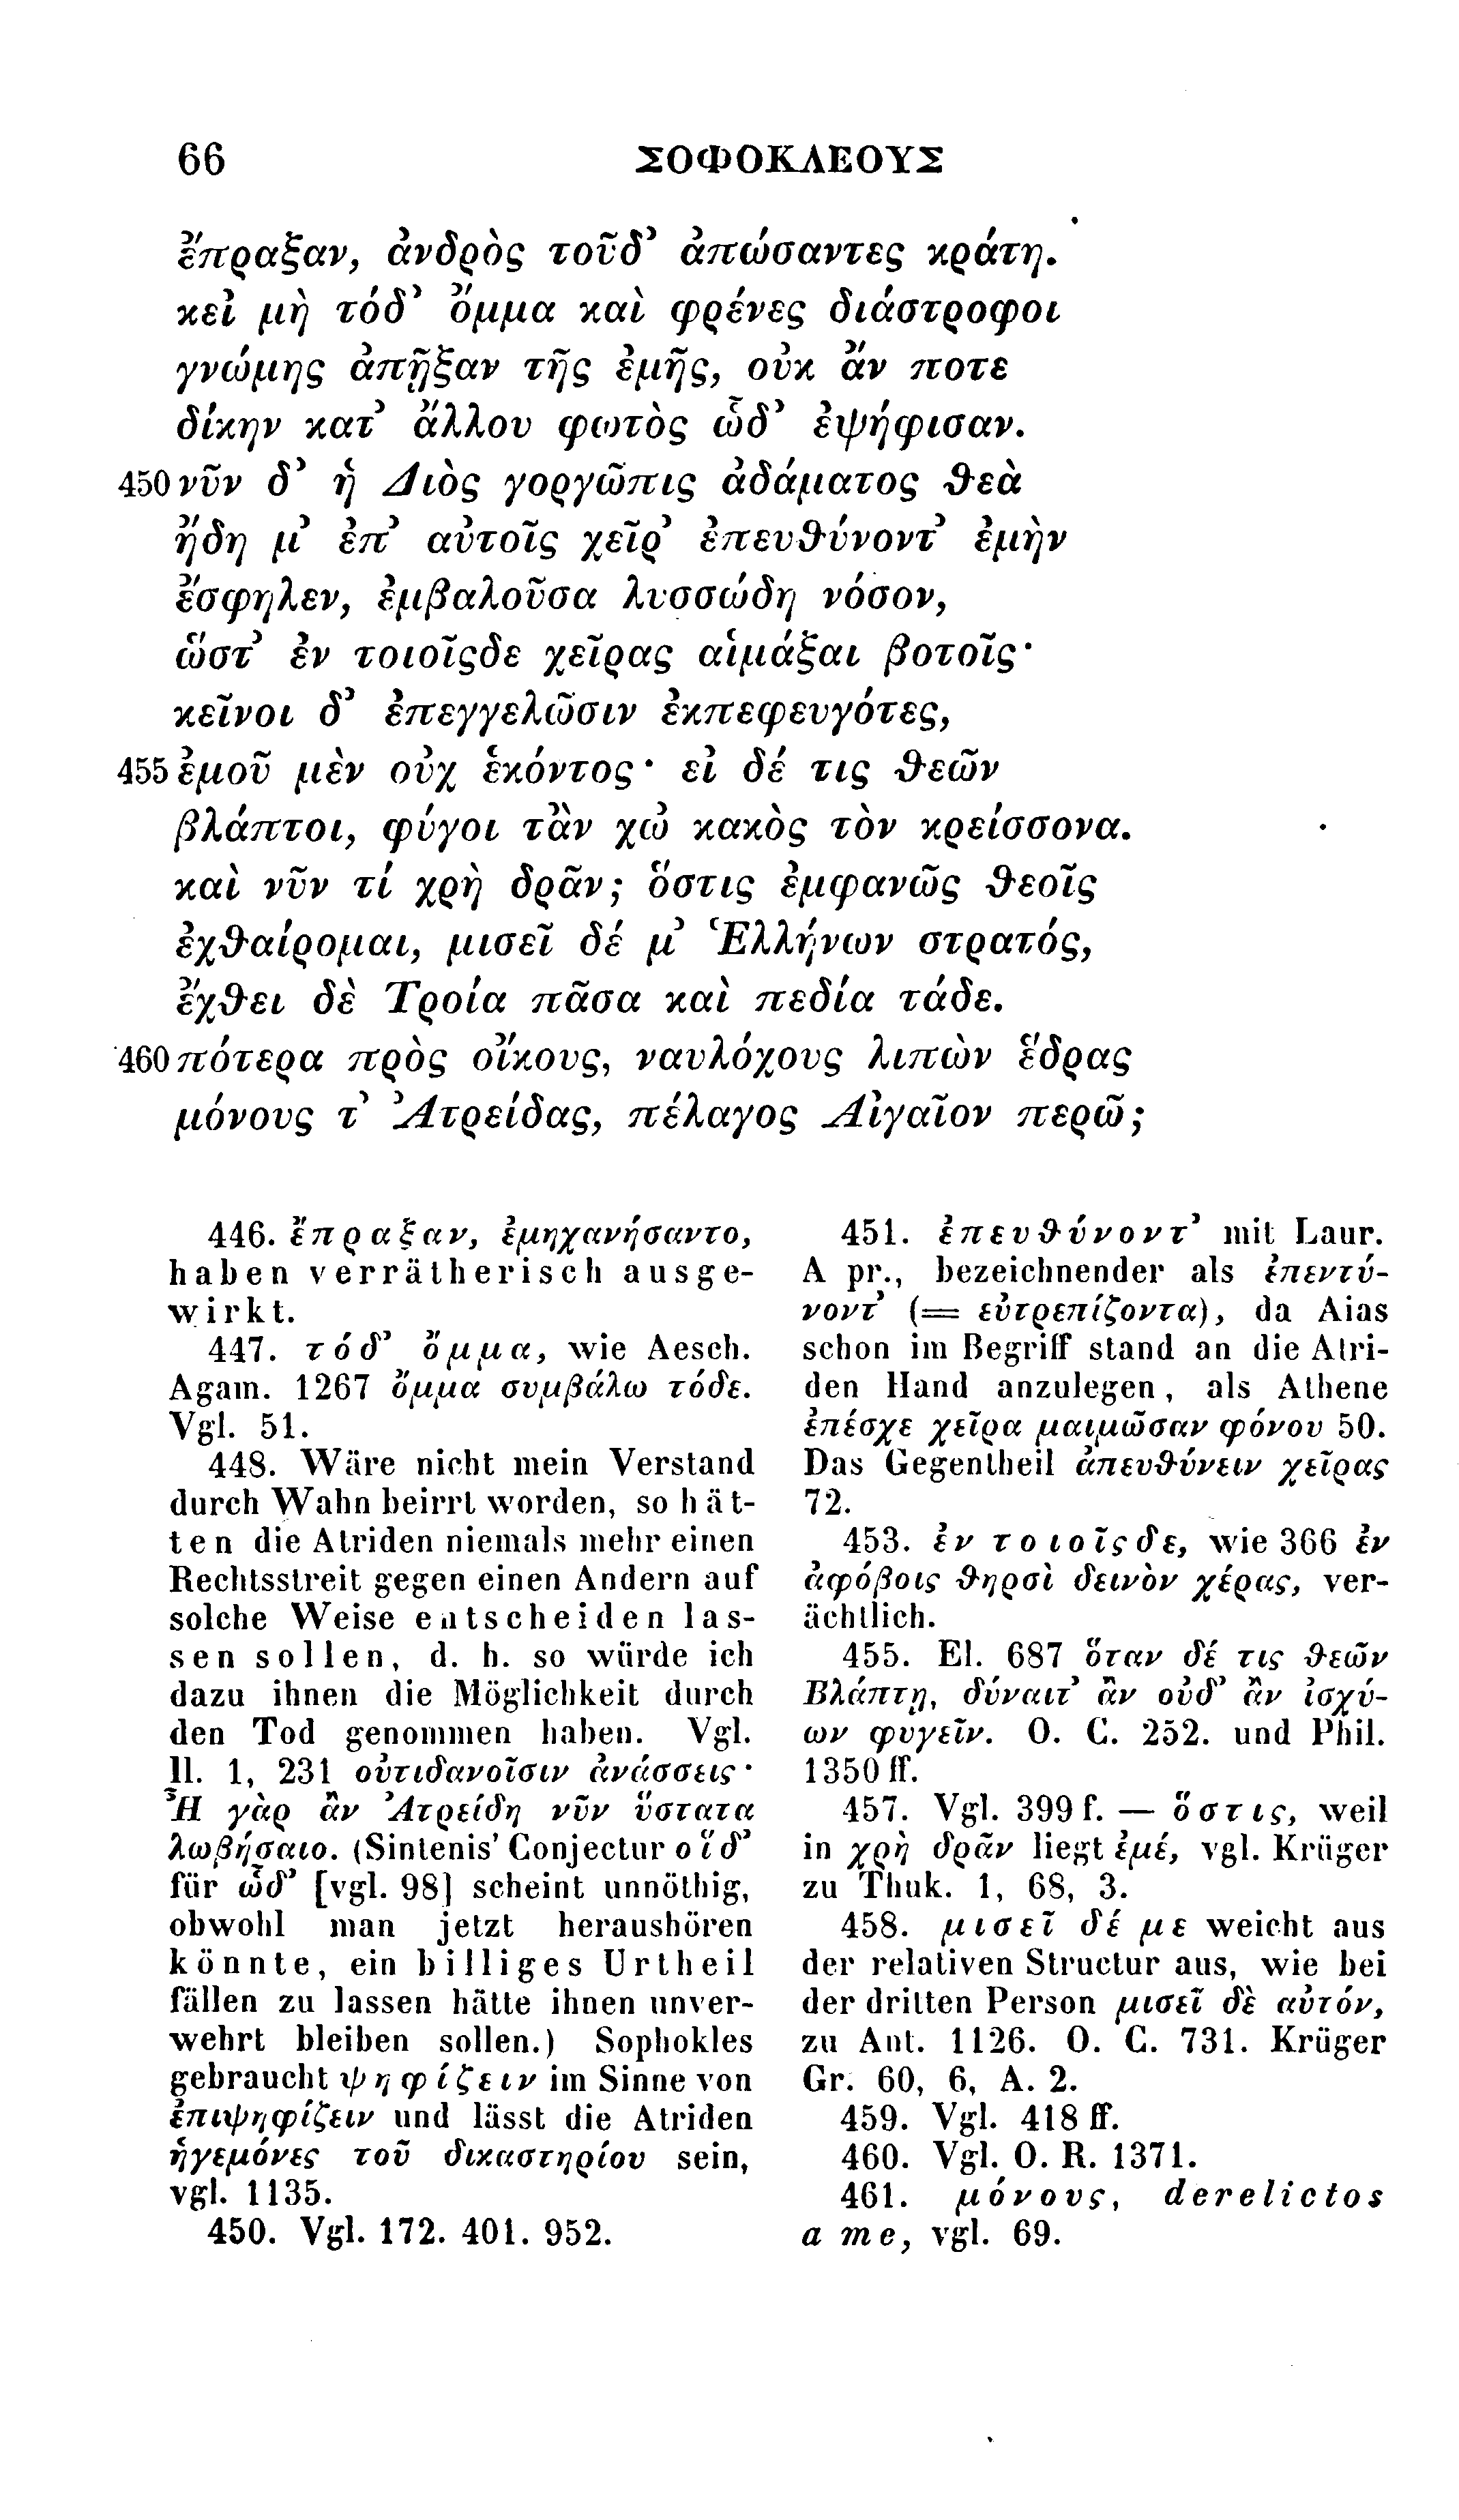 66 ΣΟΦΟΚΛΕΟΥΣ
ἔπραξαν, ἀνδρὸς τοῦδ’ ἀπώσαντες κράτη.
κεἰ μὴ τόδ’ ὄμμα καὶ φρένες διάστροφοι
γνώμης ἀπῇξαν τῆς ἐμῆς, οὐκ ἄν ποτε
δίκην κατ’ ἄλλου φωτὸς ὧδ’ ἐψήφισαν.
450 νῦν δ’ ἡ Διὸς γοργῶπις ἀδάματος ϑεὰ
ἤδη μ’ ἐπ’ αὐτοῖς χεῖρ’ ἐπευϑύνοντ’ ἐμὴν
ἔσφηλεν, ἐμβαλοῦσα λυσσώδη νόσον,
ὥστ’ ἐν τοιοῖςδε χεῖρας αἱμάξαι βοτοῖς·
κεῖνοι δ’ ἐπεγγελῶσιν ἐκπεφευγότες,
455 ἐμοῦ μὲν οὐχ ἑκόντος· εἰ δέ τις ϑεῶν
βλάπτοι, φύγοι τἂν χὠ κακὸς τὸν κρείσσονα.
καὶ νῦν τί χρὴ δρᾶν; ὅστις ἐμφανῶς ϑεοῖς
ἐχϑαίρομαι, μισεῖ δέ μ’ Ἑλλήνων στρατός,
ἔχϑει δὲ Τροία πᾶσα καὶ πεδία τάδε.
460 πότερα πρὸς οἴκους, ναυλόχους λιπὼν ἕδρας
μόνους τ’ Ἀτρείδας, πέλαγος Αἰγαῖον περῶ;
446. ἔπραξαν, ἐμηχανήσαντο,
haben verrätherisch ausge-
wirkt.
447. τόδ’ ὄμμα, wie Aesch.
Agam. 1267 ὄμμα συμβάλω τόδε.
Vgl. 51.
448. Wäre nicht mein Verstand
durch Wahn beirrt worden, so hät-
ten die Atriden niemals mehr einen
Rechtsstreit gegen einen Andern auf
solche Weise entscheiden las-
sen sollen, d. h. so würde ich
dazu ihnen die Möglichkeit durch
den Tod genommen haben. Vgl.
Il. 1, 231 οὐτιδανοῖσιν ἀνάσσεις·
Ἦ γὰρ ἂν Ἀτρείδη νῦν ὕστατα
λωβήσαιο. (Sintenis’ Conjectur οἵδ’
für ὧδ’ [vgl. 98] scheint unnöthig,
obwohl man jetzt heraushören
könnte, ein billiges Urtheil
fällen zu lassen hätte ihnen unver-
wehrt bleiben sollen.) Sophokles
gebraucht ψηφίζειν im Sinne von
ἐπιψηφίζειν und lässt die Atriden
ἡγεμόνες τοῦ δικαστηρίου sein,
vgl. 1135.
450. Vgl. 172. 401. 952.
451. ἐπευϑύνοντ’ mit Laur.
A pr., bezeichnender als ἐπεντύ-
νοντ’ (= εὐτρεπίζοντα), da Aias
schon im Begriff stand an die Atri-
den Hand anzulegen, als Athene
ἐπέσχε χεῖρα μαιμῶσαν φόνου 50.
Das Gegentheil ἀπευϑύνειν χεῖρας
72.
453. ἐν τοιοῖςδε, wie 366 ἐν
ἀφόβοις ϑηρσὶ δεινὸν χέρας, ver-
ächtlich.
455. El. 687 ὅταν δέ τις ϑεῶν
Βλάπτῃ, δύναιτ’ ἂν οὐδ’ ἂν ἰσχύ-
ων φυγεῖν. O. C. 252. und Phil.
1350 ff.
457. Vgl. 399 f. — ὅστις, weil
in χρὴ δρᾶν liegt ἐμέ, vgl. Krüger
zu Thuk. 1, 68, 3.
458. μισεῖ δέ με weicht aus
der relativen Structur aus, wie bei
der dritten Person μισεῖ δὲ αὐτόν,
zu Ant. 1126. O. C. 731. Krüger
Gr. 60, 6, A. 2.
459. Vgl. 418 ff.
460. Vgl. O. R. 1371.
461. μόνους, derelictos
a me, vgl. 69.